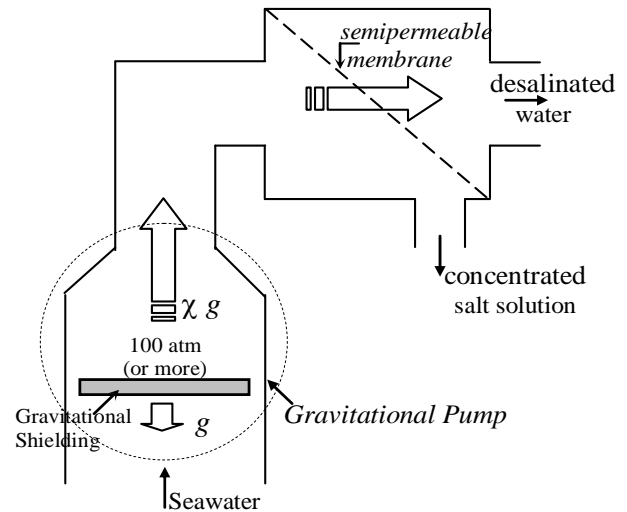 semipermeable
membrane
desalinated
water
concentrated
salt solution
χ g
100 atm
(or more)
Gravitational
Shielding
g
Gravitational Pump
Seawater